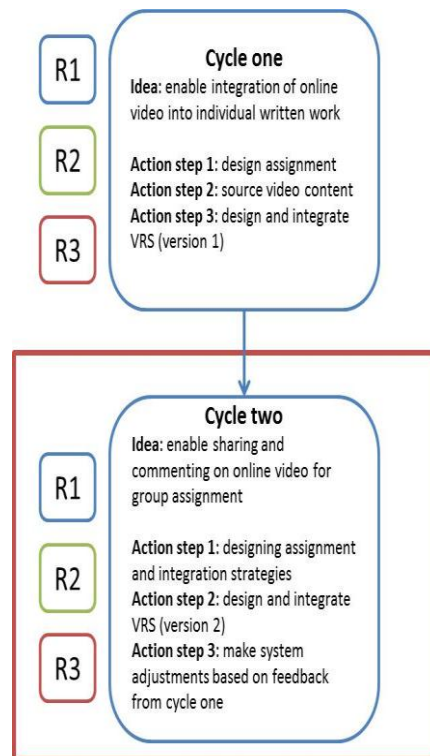 R1
R2
R3
Cycle one
Idea: enable integration of online
video into individual written work
Action step 1: design assignment
Action step 2: source video content
Action step 3: design and integrate
VRS (version 1)
R1
R2
R3
Cycle two
Idea: enable sharing and
commenting on online video for
group assignment
Action step 1: designing assignment
and integration strategies
Action step 2: design and integrate
VRS (version 2)
Action step 3: make system
adjustments based on feedback
from cycle one